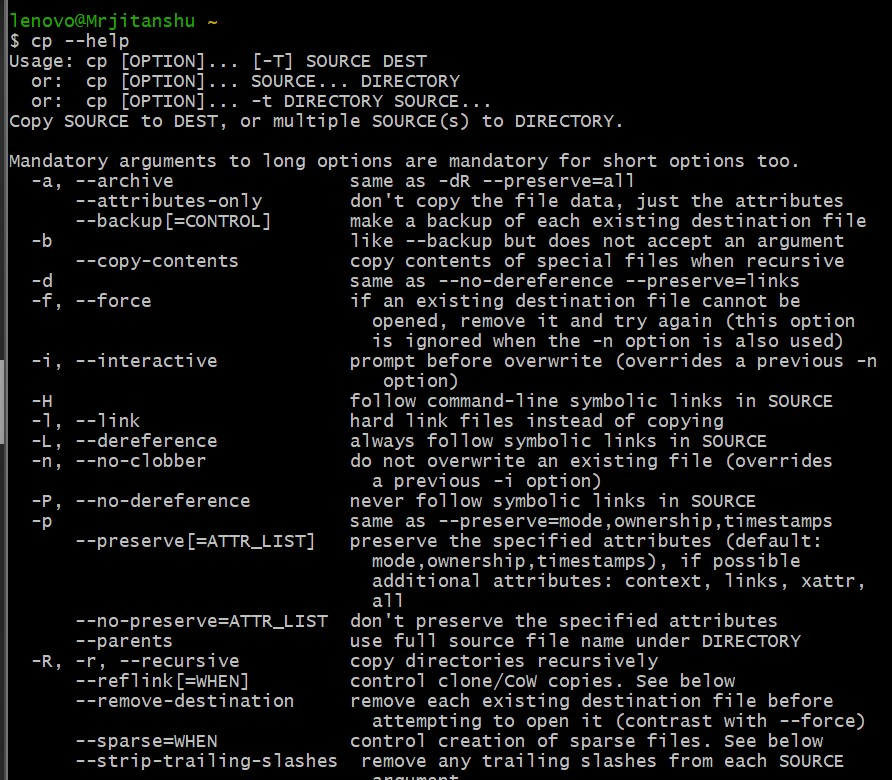 lenovo@Mrjitanshu ~
$ cp --help
Usage: cp [OPTION]... [-T] SOURCE DEST
  or:  cp [OPTION]... SOURCE... DIRECTORY
  or:  cp [OPTION]... -t DIRECTORY SOURCE...
Copy SOURCE to DEST, or multiple SOURCE(s) to DIRECTORY.

Mandatory arguments to long options are mandatory for short options too.
  -a, --archive                same as -dR --preserve=all
      --attributes-only        don't copy the file data, just the attributes
      --backup[=CONTROL]       make a backup of each existing destination file
  -b                           like --backup but does not accept an argument
      --copy-contents          copy contents of special files when recursive
  -d                           same as --no-dereference --preserve=links
  -f, --force                  if an existing destination file cannot be
                                 opened, remove it and try again (this option
                                 is ignored when the -n option is also used)
  -i, --interactive            prompt before overwrite (overrides a previous -n
                                  option)
  -H                           follow command-line symbolic links in SOURCE
  -l, --link                   hard link files instead of copying
  -L, --dereference            always follow symbolic links in SOURCE
  -n, --no-clobber             do not overwrite an existing file (overrides
                                 a previous -i option)
  -P, --no-dereference         never follow symbolic links in SOURCE
  -p                           same as --preserve=mode,ownership,timestamps
      --preserve[=ATTR_LIST]   preserve the specified attributes (default:
                                 mode,ownership,timestamps), if possible
                                 additional attributes: context, links, xattr,
                                 all
      --no-preserve=ATTR_LIST  don't preserve the specified attributes
      --parents                use full source file name under DIRECTORY
  -R, -r, --recursive          copy directories recursively
      --reflink[=WHEN]         control clone/CoW copies. See below
      --remove-destination     remove each existing destination file before
                                 attempting to open it (contrast with --force)
      --sparse=WHEN            control creation of sparse files. See below
      --strip-trailing-slashes  remove any trailing slashes from each SOURCE
                                 argument